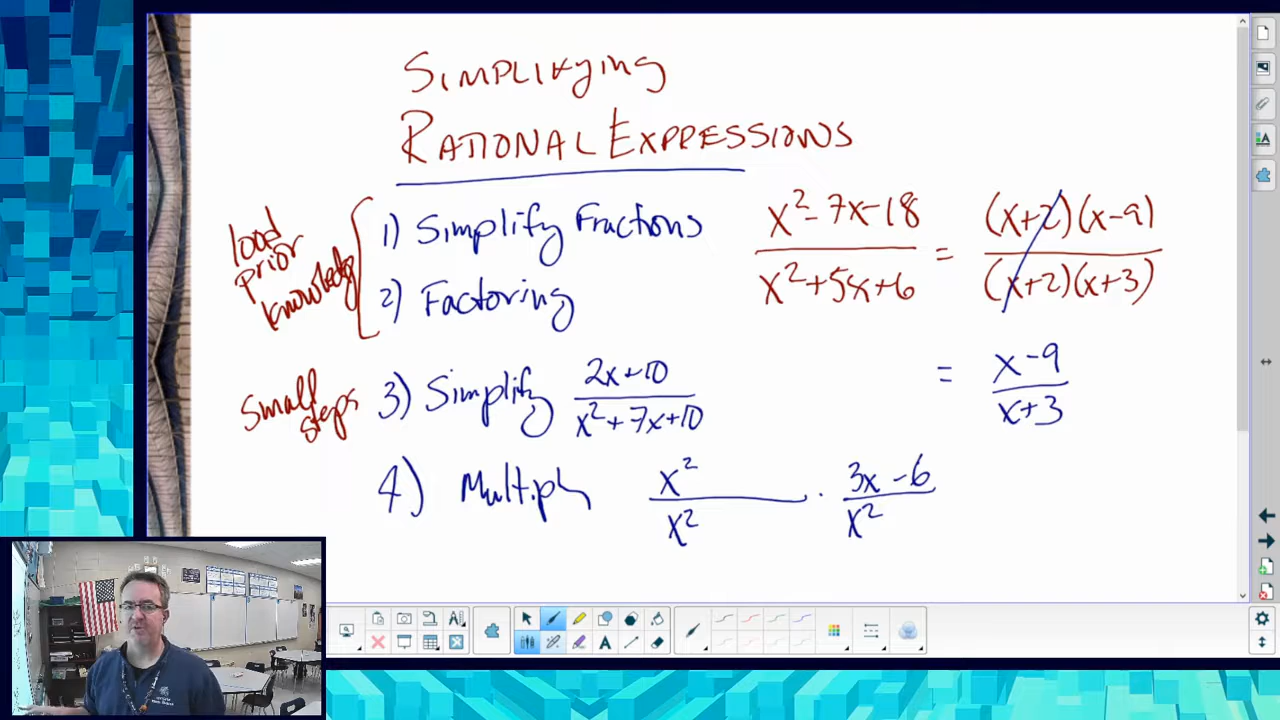 SIMPLIFYING
RATIONAL EXPRESSIONS
load
prior
knowledge
1) Simplify Fractions
2) Factoring
x² - 7x - 18 / x² + 5x + 6 = (x+2)(x-9) / (x+2)(x+3)
= x - 9 / x + 3
small
steps
3) Simplify 2x + 10 / x² + 7x + 10
4) Multiply x² / x² · 3x - 6 / x²